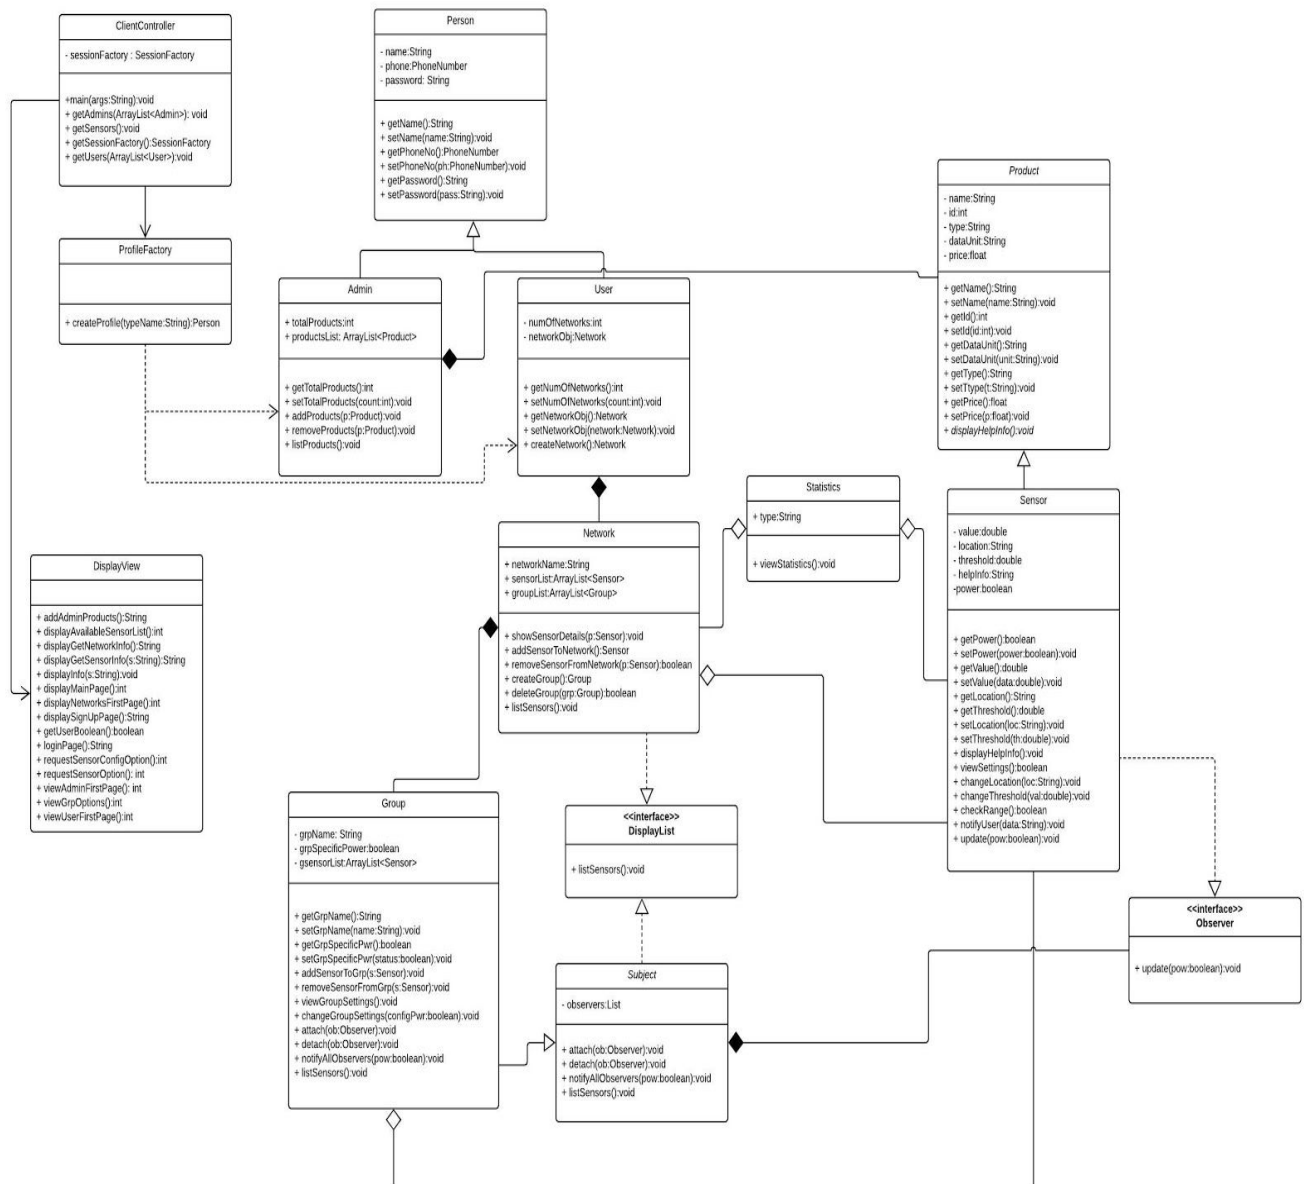 ClientController
- sessionFactory : SessionFactory
+main(args:String):void
+ getAdmins(ArrayList<Admin>): void
+ getSensors():void
+ getSessionFactory():SessionFactory
+ getUsers(ArrayList<User>):void
Person
- name:String
- phone:PhoneNumber
- password: String
+ getName():String
+ setName(name:String):void
+ getPhoneNo():PhoneNumber
+ setPhoneNo(ph:PhoneNumber):void
+ getPassword():String
+ setPassword(pass:String):void
Product
- name:String
- id:int
- type:String
- dataUnit:String
- price:float
+ getName():String
+ setName(name:String):void
+ getId():int
+ setId(id:int):void
+ getDataUnit():String
+ setDataUnit(unit:String):void
+ getType():String
+ setTtype(t:String):void
+ getPrice():float
+ setPrice(p:float):void
+ displayHelpInfo():void
ProfileFactory
+ createProfile(typeName:String):Person
Admin
+ totalProducts:int
+ productsList: ArrayList<Product>
+ getTotalProducts():int
+ setTotalProducts(count:int):void
+ addProducts(p:Product):void
+ removeProducts(p:Product):void
+ listProducts():void
User
- numOfNetworks:int
- networkObj:Network
+ getNumOfNetworks():int
+ setNumOfNetworks(count:int):void
+ getNetworkObj():Network
+ setNetworkObj(network:Network):void
+ createNetwork():Network
Statistics
+ type:String
+ viewStatistics():void
Sensor
- value:double
- location:String
- threshold:double
- helpInfo:String
-power:boolean
+ getPower():boolean
+ setPower(power:boolean):void
+ getValue():double
+ setValue(data:double):void
+ getLocation():String
+ getThreshold():double
+ setLocation(loc:String):void
+ setThreshold(th:double):void
+ displayHelpInfo():void
+ viewSettings():boolean
+ changeLocation(loc:String):void
+ changeThreshold(val:double):void
+ checkRange():boolean
+ notifyUser(data:String):void
+ update(pow:boolean):void
Network
+ networkName:String
+ sensorList:ArrayList<Sensor>
+ groupList:ArrayList<Group>
+ showSensorDetails(p:Sensor):void
+ addSensorToNetwork():Sensor
+ removeSensorFromNetwork(p:Sensor):boolean
+ createGroup():Group
+ deleteGroup(grp:Group):boolean
+ listSensors():void
DisplayView
+ addAdminProducts():String
+ displayAvailableSensorList():int
+ displayGetNetworkInfo():String
+ displayGetSensorInfo(s:String):String
+ displayInfo(s:String):void
+ displayMainPage():int
+ displayNetworksFirstPage():int
+ displaySignUpPage():String
+ getUserBoolean():boolean
+ loginPage():String
+ requestSensorConfigOption():int
+ requestSensorOption(): int
+ viewAdminFirstPage(): int
+ viewGrpOptions():int
+ viewUserFirstPage():int
Group
- grpName: String
- grpSpecificPower:boolean
- gsensorList:ArrayList<Sensor>
+ getGrpName():String
+ setGrpName(name:String):void
+ getGrpSpecificPwr():boolean
+ setGrpSpecificPwr(status:boolean):void
+ addSensorToGrp(s:Sensor):void
+ removeSensorFromGrp(s:Sensor):void
+ viewGroupSettings():void
+ changeGroupSettings(configPwr:boolean):void
+ attach(ob:Observer):void
+ detach(ob:Observer):void
+ notifyAllObservers(pow:boolean):void
+ listSensors():void
<<interface>>
DisplayList
+ listSensors():void
Subject
- observers:List
+ attach(ob:Observer):void
+ detach(ob:Observer):void
+ notifyAllObservers(pow:boolean):void
+ listSensors():void
<<interface>>
Observer
+ update(pow:boolean):void